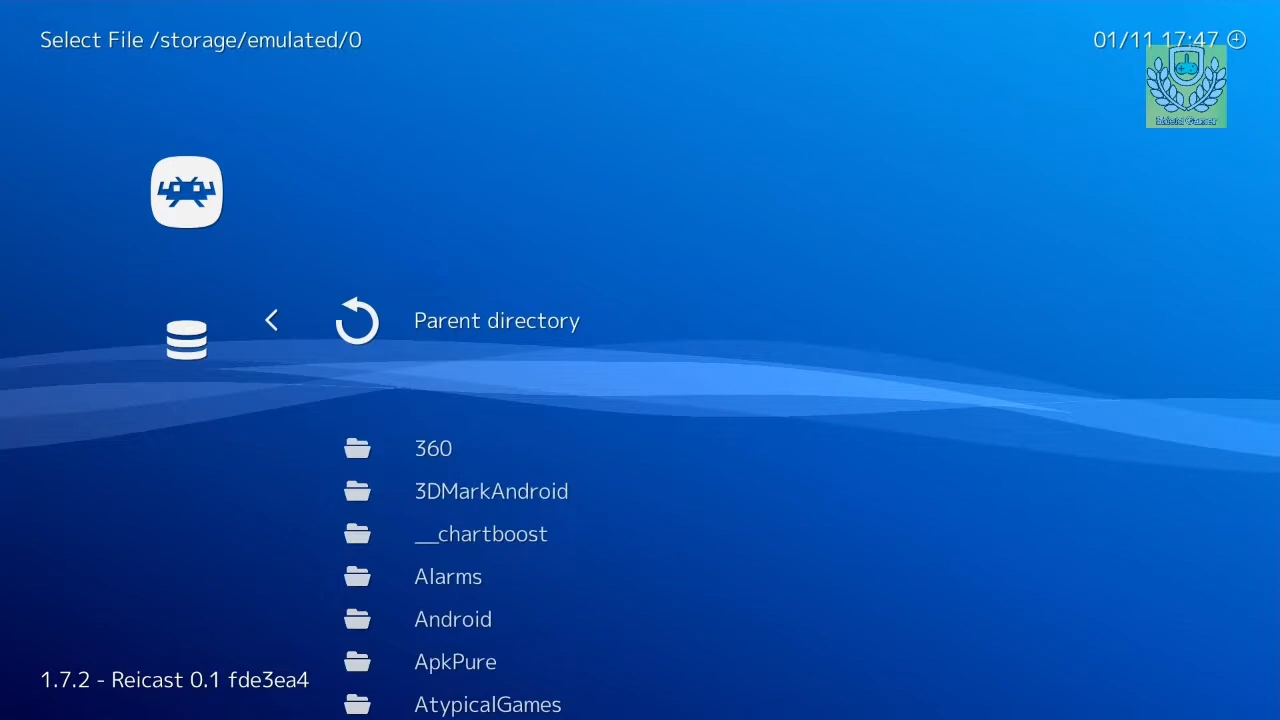 Select File /storage/emulated/0
01/11 17:47
Parent directory
360
3DMarkAndroid
__chartboost
Alarms
Android
ApkPure
AtypicalGames
1.7.2 - Reicast 0.1 fde3ea4